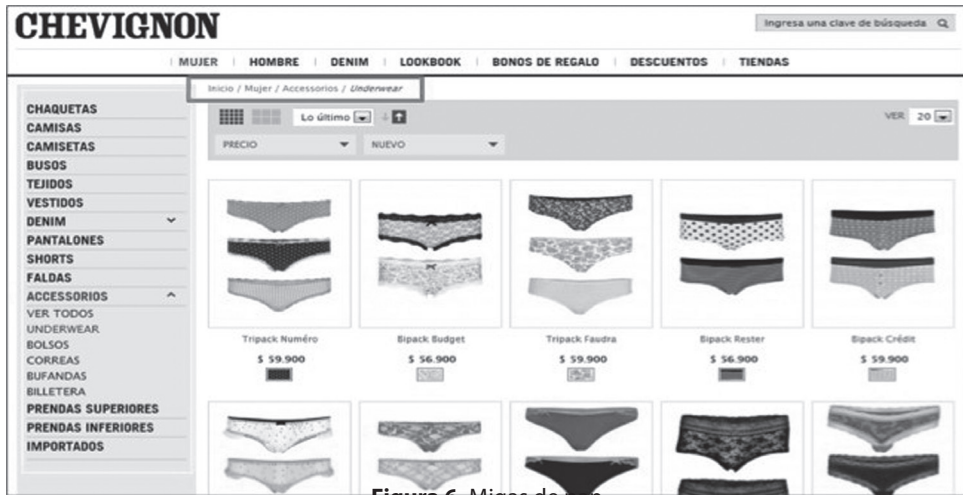 CHEVIGNON
Ingresa una clave de búsqueda
MUJER | HOMBRE | DENIM | LOOKBOOK | BONOS DE REGALO | DESCUENTOS | TIENDAS
Inicio / Mujer / Accessorios / Underwear
Lo último
VER 20
PRECIO NUEVO
CHAQUETAS
CAMISAS
CAMISETAS
BUSOS
TEJIDOS
VESTIDOS
DENIM
PANTALONES
SHORTS
FALDAS
ACCESSORIOS
VER TODOS
UNDERWEAR
BOLSOS
CORREAS
BUFANDAS
BILLETERA
PRENDAS SUPERIORES
PRENDAS INFERIORES
IMPORTADOS
Tripack Numéro
$ 59.900
Bipack Budget
$ 56.900
Tripack Faudra
$ 59.900
Bipack Rester
$ 56.900
Bipack Crédit
$ 59.900
Figura 6. Migas de pan